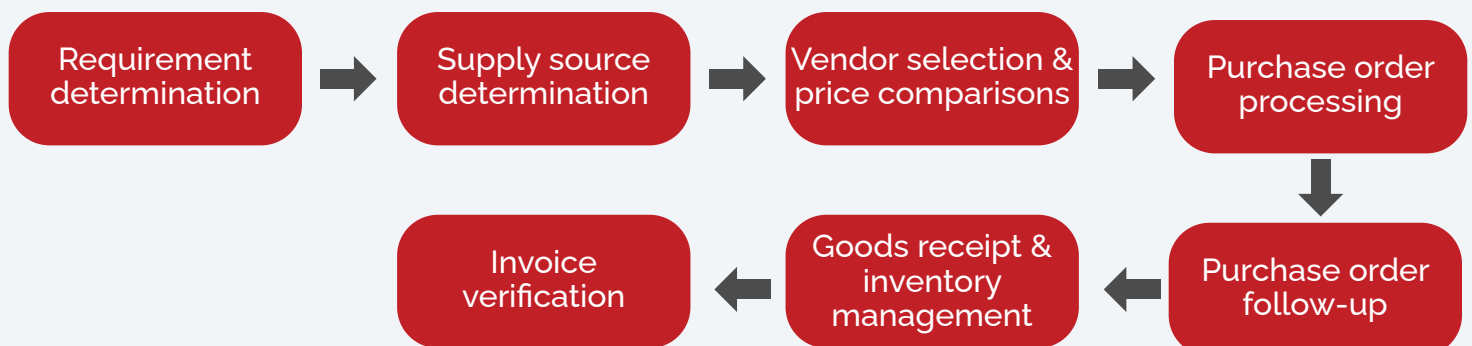 Requirement
determination
Supply source
determination
Vendor selection &
price comparisons
Purchase order
processing
Purchase order
follow-up
Goods receipt &
inventory
management
Invoice
verification